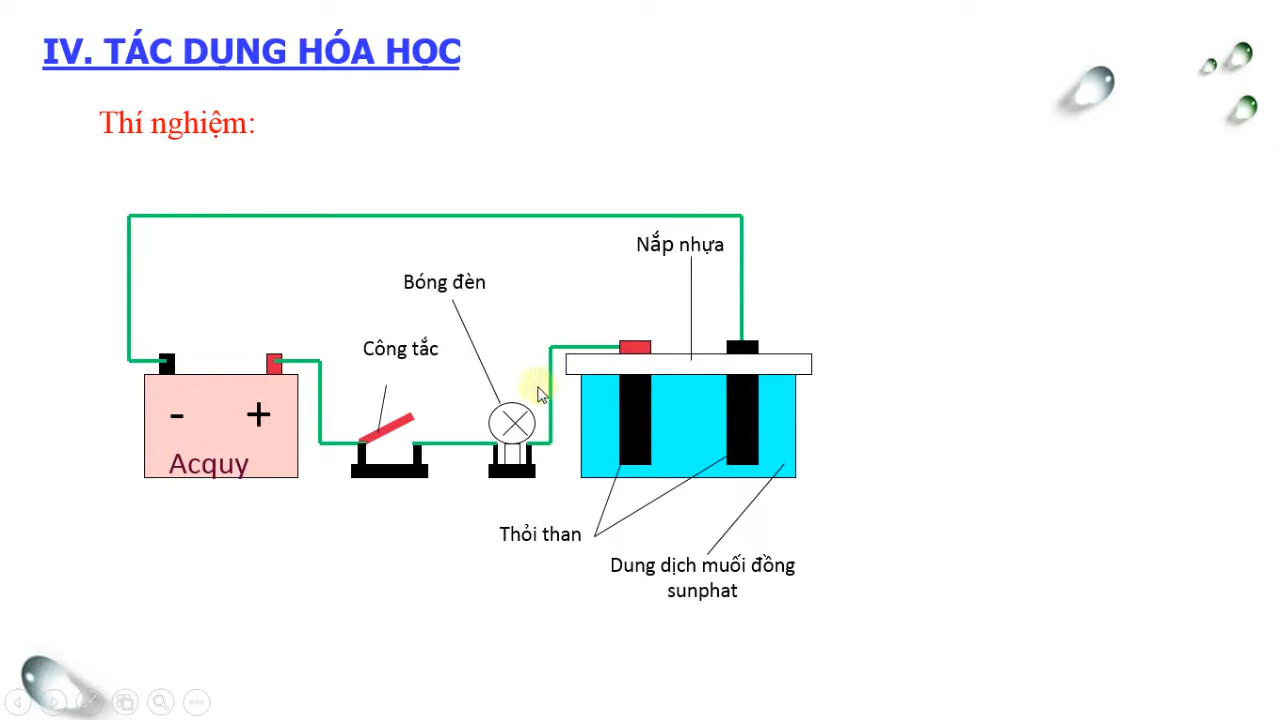 IV. TÁC DỤNG HÓA HỌC
Thí nghiệm:
Nắp nhựa
Bóng đèn
Công tắc
- +
Acquy
Thỏi than
Dung dịch muối đồng
sunphat